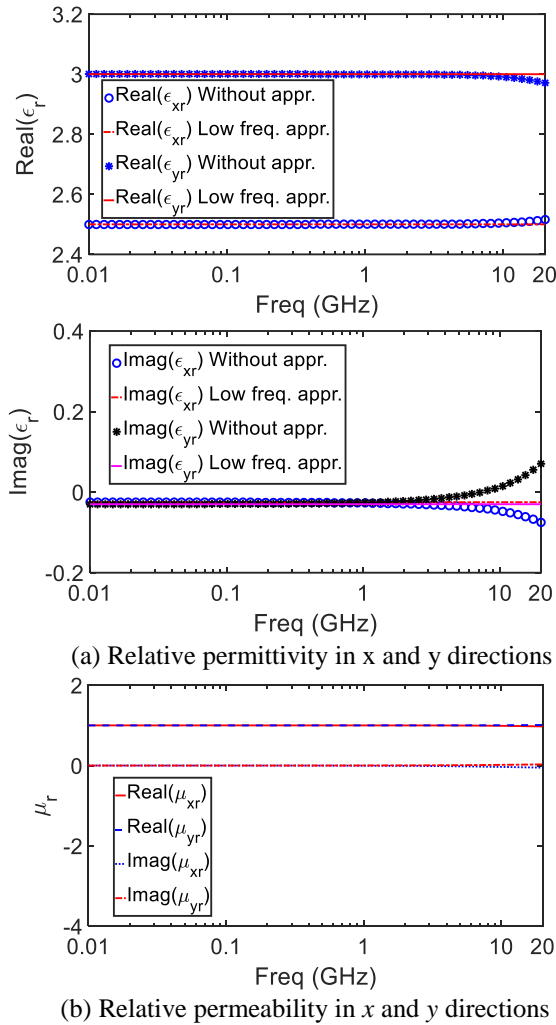 3.2
3
2.8
2.6
2.4
Real(ϵr)
Real(ϵxr) Without appr.
Real(ϵxr) Low freq. appr.
Real(ϵyr) Without appr.
Real(ϵyr) Low freq. appr.
0.01 0.1 1 10 20
Freq (GHz)
0.4
0.2
0
-0.2
Imag(ϵr)
Imag(ϵxr) Without appr.
Imag(ϵxr) Low freq. appr.
Imag(ϵyr) Without appr.
Imag(ϵyr) Low freq. appr.
0.01 0.1 1 10 20
Freq (GHz)
(a) Relative permittivity in x and y directions
2
0
-2
-4
μr
Real(μxr)
Real(μyr)
Imag(μxr)
Imag(μyr)
0.01 0.1 1 10 20
Freq (GHz)
(b) Relative permeability in x and y directions